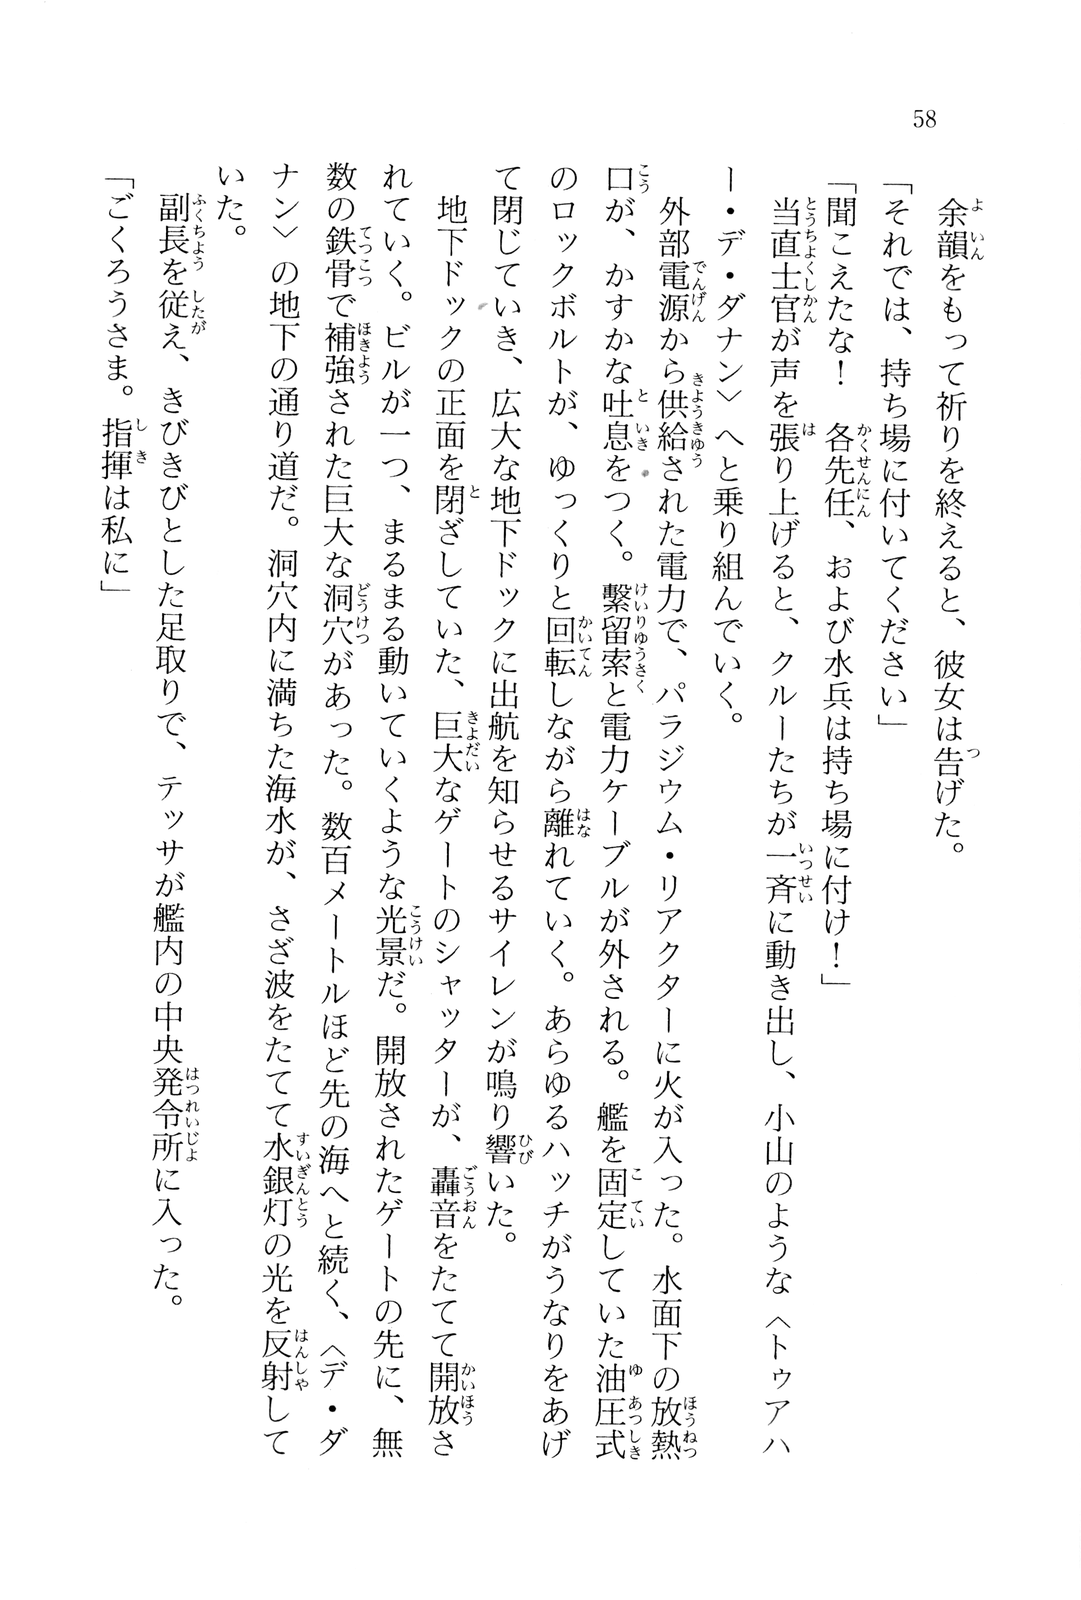 58
余韻をもって祈りを終えると、彼女は告げた。
「それでは、持ち場に付いてください」
「聞こえたな！　各先任、および水兵は持ち場に付け！」
当直士官が声を張り上げると、クルーたちが一斉に動き出し、小山のような〈トゥアハ
ー・デ・ダナン〉へと乗り組んでいく。
外部電源から供給された電力で、パラジウム・リアクターに火が入った。水面下の放熱
口が、かすかな吐息をつく。繋留索と電力ケーブルが外される。艦を固定していた油圧式
のロックボルトが、ゆっくりと回転しながら離れていく。あらゆるハッチがうなりをあげ
て閉じていき、広大な地下ドックに出航を知らせるサイレンが鳴り響いた。
地下ドックの正面を閉ざしていた、巨大なゲートのシャッターが、轟音をたてて開放さ
れていく。ビルが一つ、まるまる動いていくような光景だ。開放されたゲートの先に、無
数の鉄骨で補強された巨大な洞穴があった。数百メートルほど先の海へと続く、〈デ・ダ
ナン〉の地下の通り道だ。洞穴内に満ちた海水が、さざ波をたてて水銀灯の光を反射して
いた。
副長を従え、きびきびとした足取りで、テッサが艦内の中央発令所に入った。
「ごくろうさま。指揮は私に」